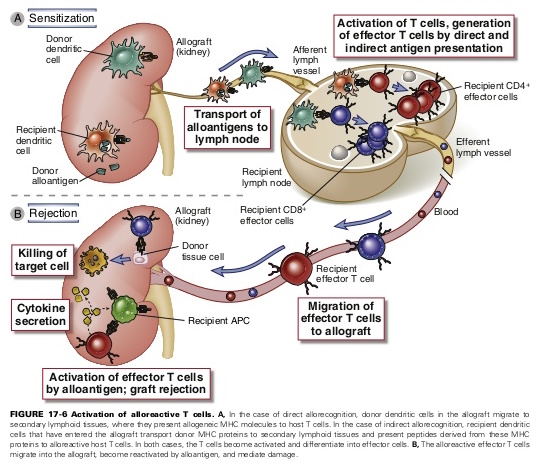 A Sensitization
Donor
dendritic
cell
Allograft
(kidney)
Afferent
lymph
vessel
Activation of T cells, generation
of effector T cells by direct and
indirect antigen presentation
Recipient CD4+
effector cells
Transport of
alloantigens to
lymph node
Recipient
dendritic
cell
Donor
alloantigen
Recipient
lymph node
Efferent
lymph vessel
Recipient CD8+
effector cells
Blood
B Rejection
Allograft
(kidney)
Killing of
target cell
Donor
tissue cell
Recipient
effector T cell
Cytokine
secretion
Recipient APC
Migration of
effector T cells
to allograft
Activation of effector T cells
by alloantigen; graft rejection
FIGURE 17-6 Activation of alloreactive T cells. A, In the case of direct allorecognition, donor dendritic cells in the allograft migrate to
secondary lymphoid tissues, where they present allogeneic MHC molecules to host T cells. In the case of indirect allorecognition, recipient dendritic
cells that have entered the allograft transport donor MHC proteins to secondary lymphoid tissues and present peptides derived from these MHC
proteins to alloreactive host T cells. In both cases, the T cells become activated and differentiate into effector cells. B, The alloreactive effector T cells
migrate into the allograft, become reactivated by alloantigen, and mediate damage.